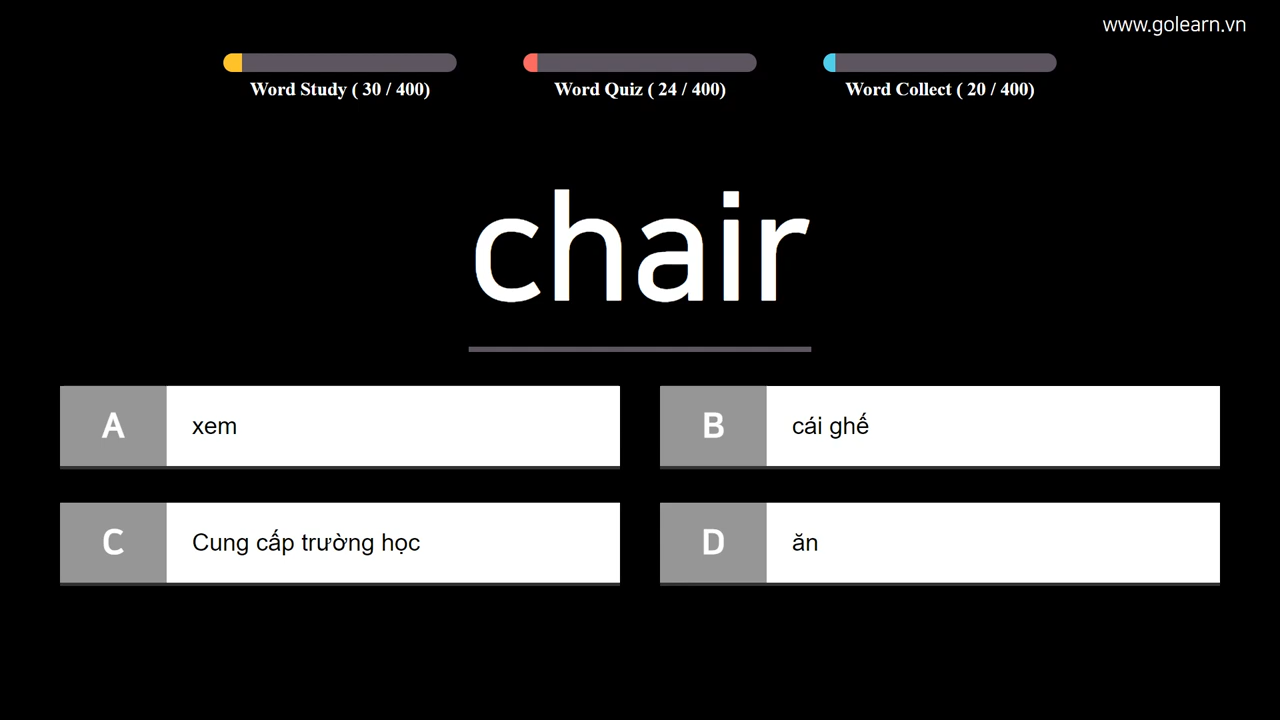 www.golearn.vn
Word Study ( 30 / 400)
Word Quiz ( 24 / 400)
Word Collect ( 20 / 400)
chair
A xem
B cái ghế
C Cung cấp trường học
D ăn